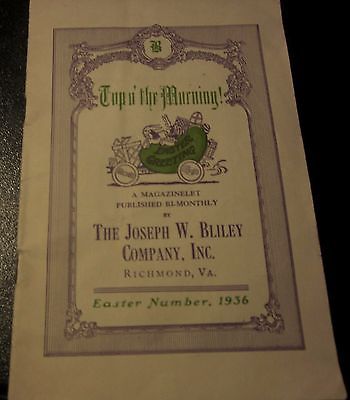 B
Top o' the Morning!
EASTER
GREETING
A MAGAZINELET
PUBLISHED BI-MONTHLY
BY
THE JOSEPH W. BLILEY
COMPANY, INC.
RICHMOND, VA.
Easter Number, 1936